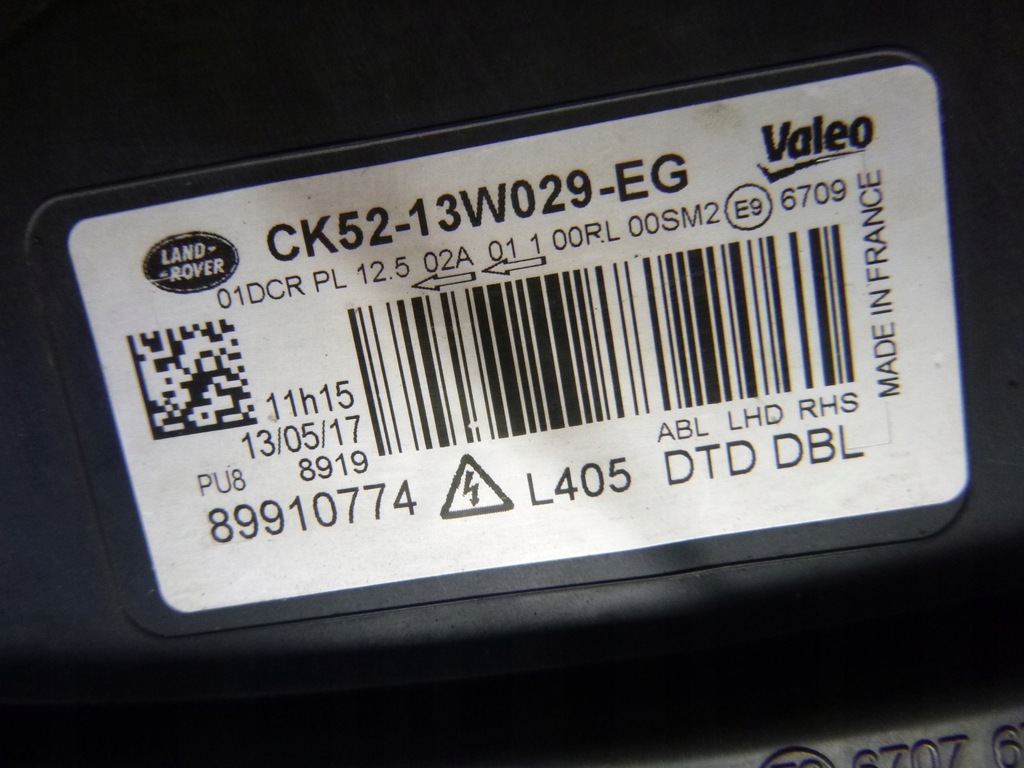 Valeo
LAND-
-ROVER
CK52-13W029-EG
01DCR PL 12.5 02A 01 1 00RL 00SM2 E9 6709
MADE IN FRANCE
11h15
13/05/17
PU8 8919
ABL LHD RHS
89910774 L405 DTD DBL
6707